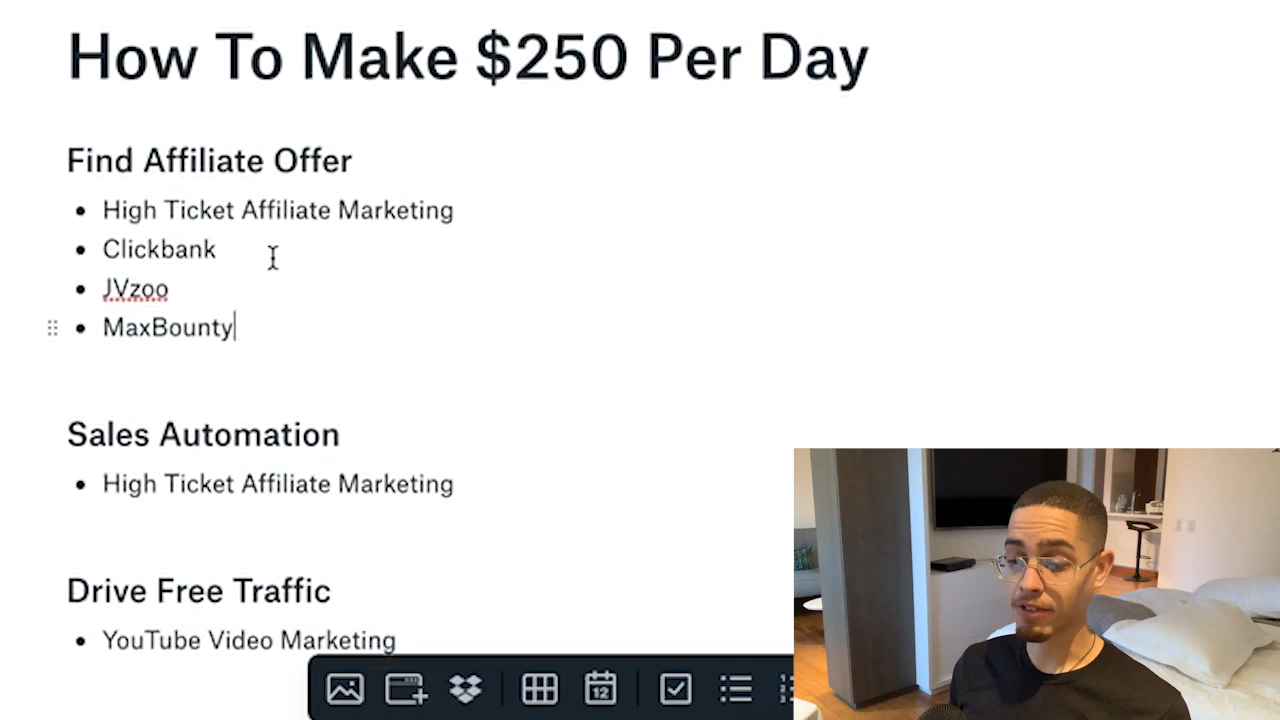 How To Make $250 Per Day
Find Affiliate Offer
High Ticket Affiliate Marketing
Clickbank
JVzoo
MaxBounty
Sales Automation
High Ticket Affiliate Marketing
Drive Free Traffic
YouTube Video Marketing
12